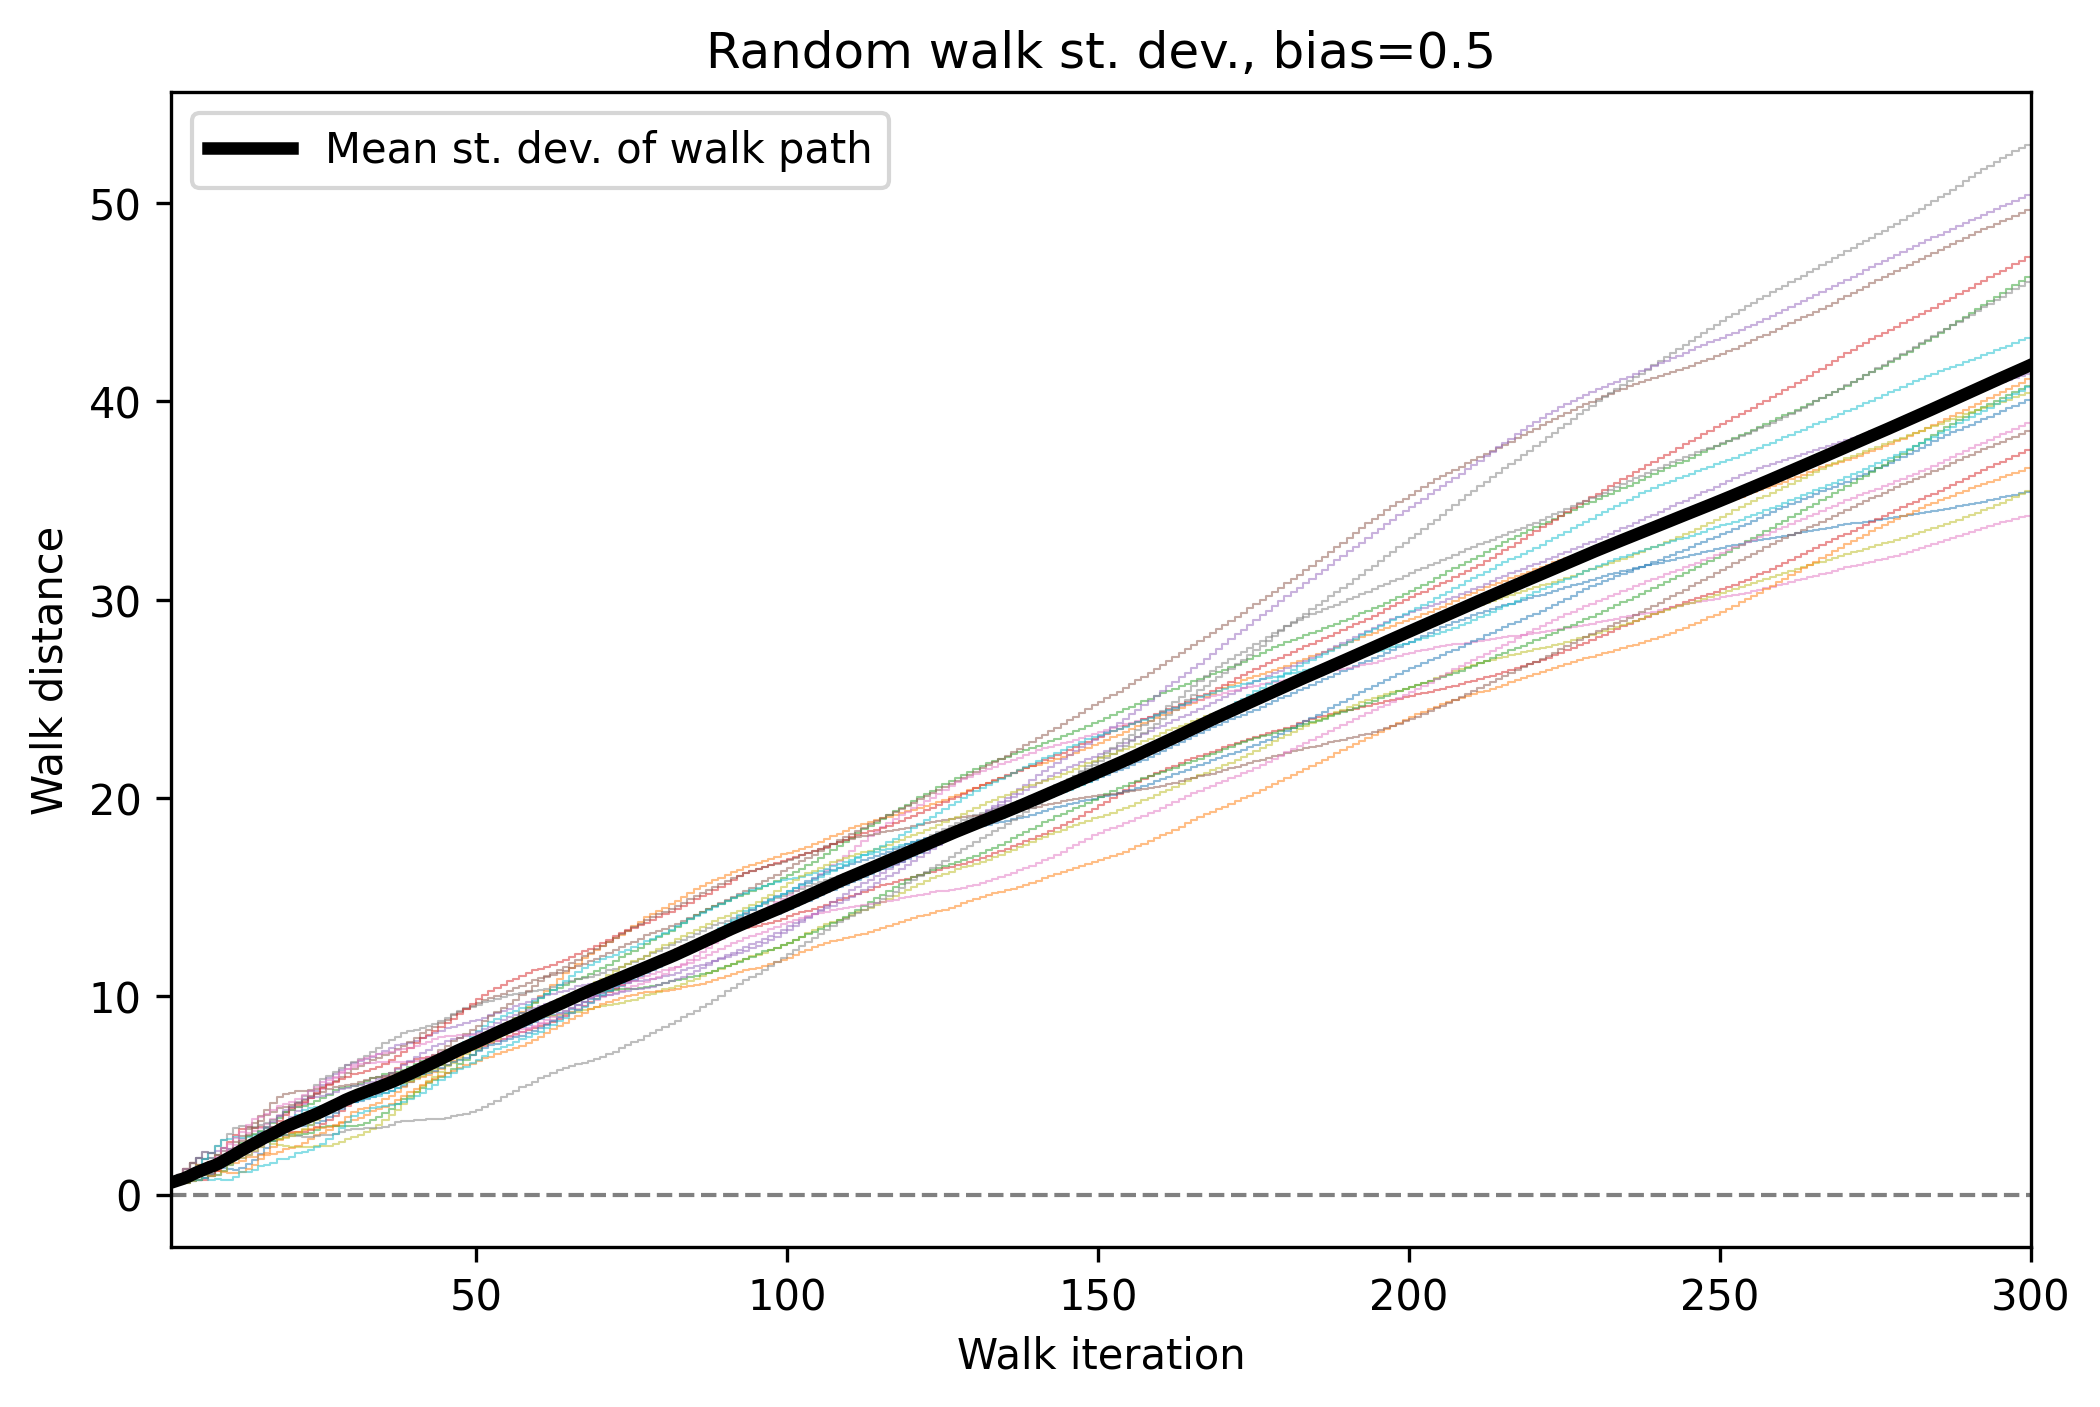 Random walk st. dev., bias=0.5
Mean st. dev. of walk path
Walk distance
50
40
30
20
10
0
50 100 150 200 250 300
Walk iteration